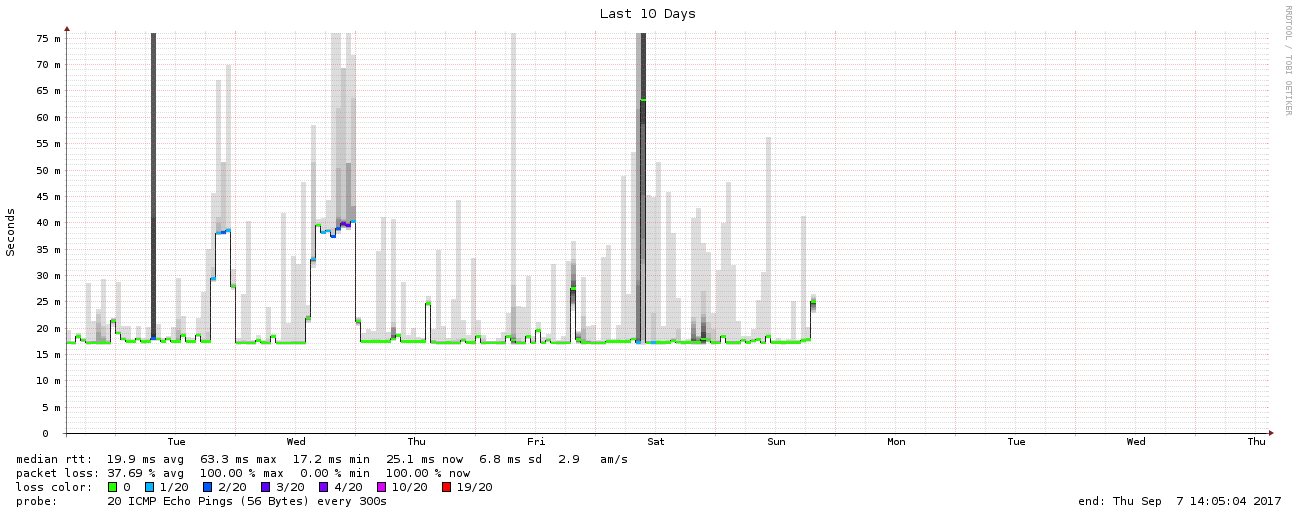 Last 10 Days
RRDTOOL / TOBI OETIKER
75 m
70 m
65 m
60 m
55 m
50 m
45 m
40 m
35 m
30 m
25 m
20 m
15 m
10 m
5 m
0
Seconds
Tue Wed Thu Fri Sat Sun Mon Tue Wed Thu
median rtt: 19.9 ms avg 63.3 ms max 17.2 ms min 25.1 ms now 6.8 ms sd 2.9 am/s
packet loss: 37.69 % avg 100.00 % max 0.00 % min 100.00 % now
loss color: 0 1/20 2/20 3/20 4/20 10/20 19/20
probe: 20 ICMP Echo Pings (56 Bytes) every 300s end: Thu Sep 7 14:05:04 2017